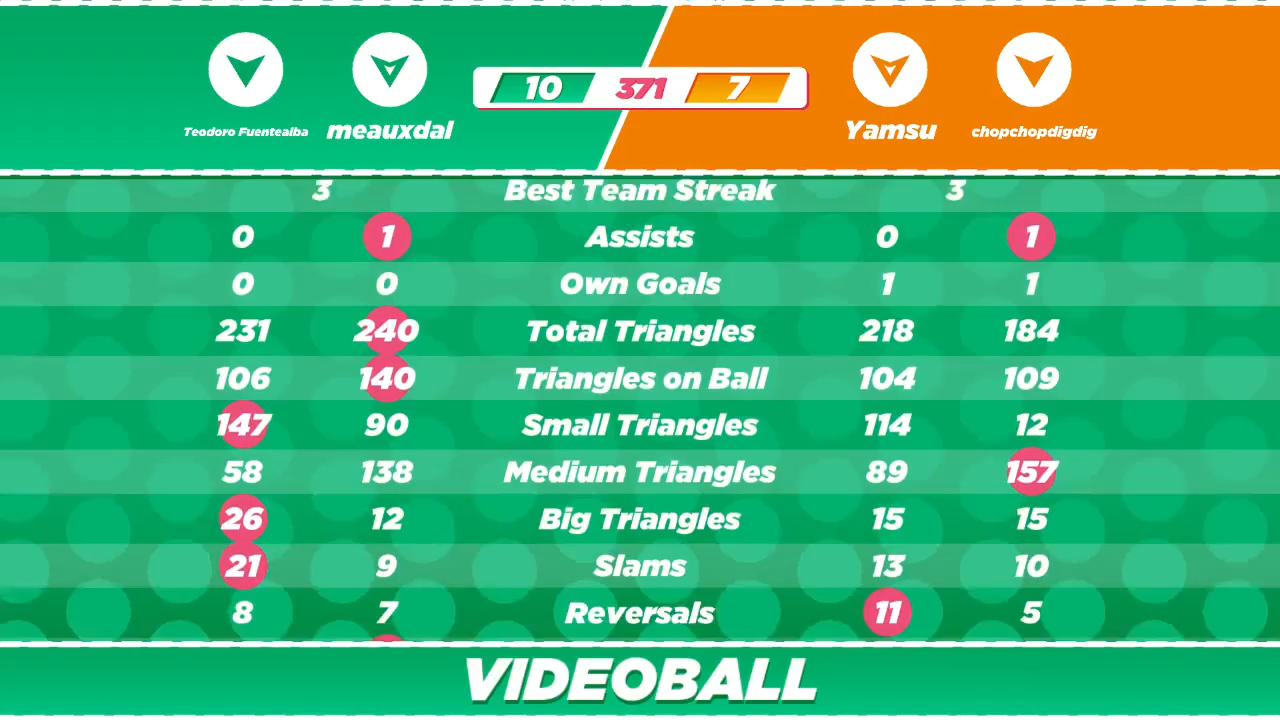 10 371 7
Teodoro Fuentealba meauxdal Yamsu chopchopdigdig
3 Best Team Streak 3
0 1 Assists 0 1
0 0 Own Goals 1 1
231 240 Total Triangles 218 184
106 140 Triangles on Ball 104 109
147 90 Small Triangles 114 12
58 138 Medium Triangles 89 157
26 12 Big Triangles 15 15
21 9 Slams 13 10
8 7 Reversals 11 5
VIDEOBALL